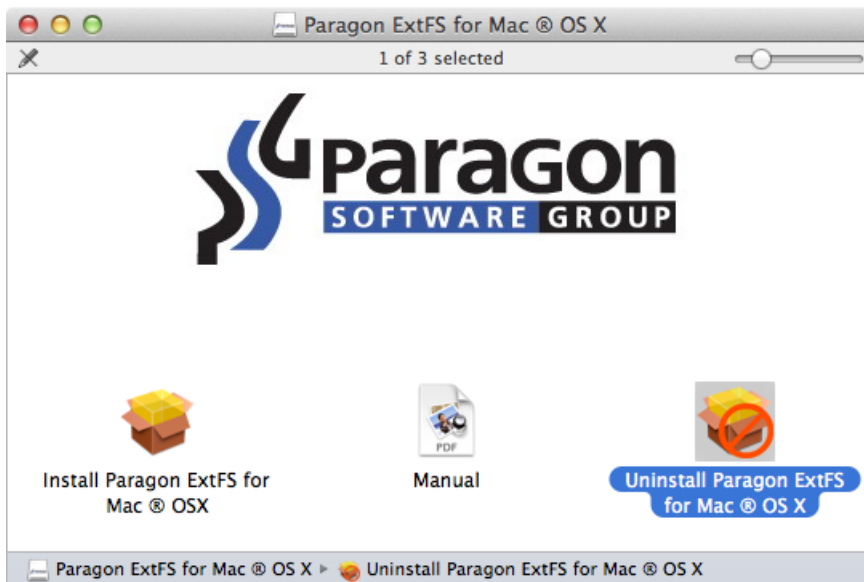 Paragon ExtFS for Mac ® OS X
1 of 3 selected
Paragon
SOFTWARE GROUP
Install Paragon ExtFS for
Mac ® OSX
PDF
Manual
Uninstall Paragon ExtFS
for Mac ® OS X
Paragon ExtFS for Mac ® OS X ▸ Uninstall Paragon ExtFS for Mac ® OS X